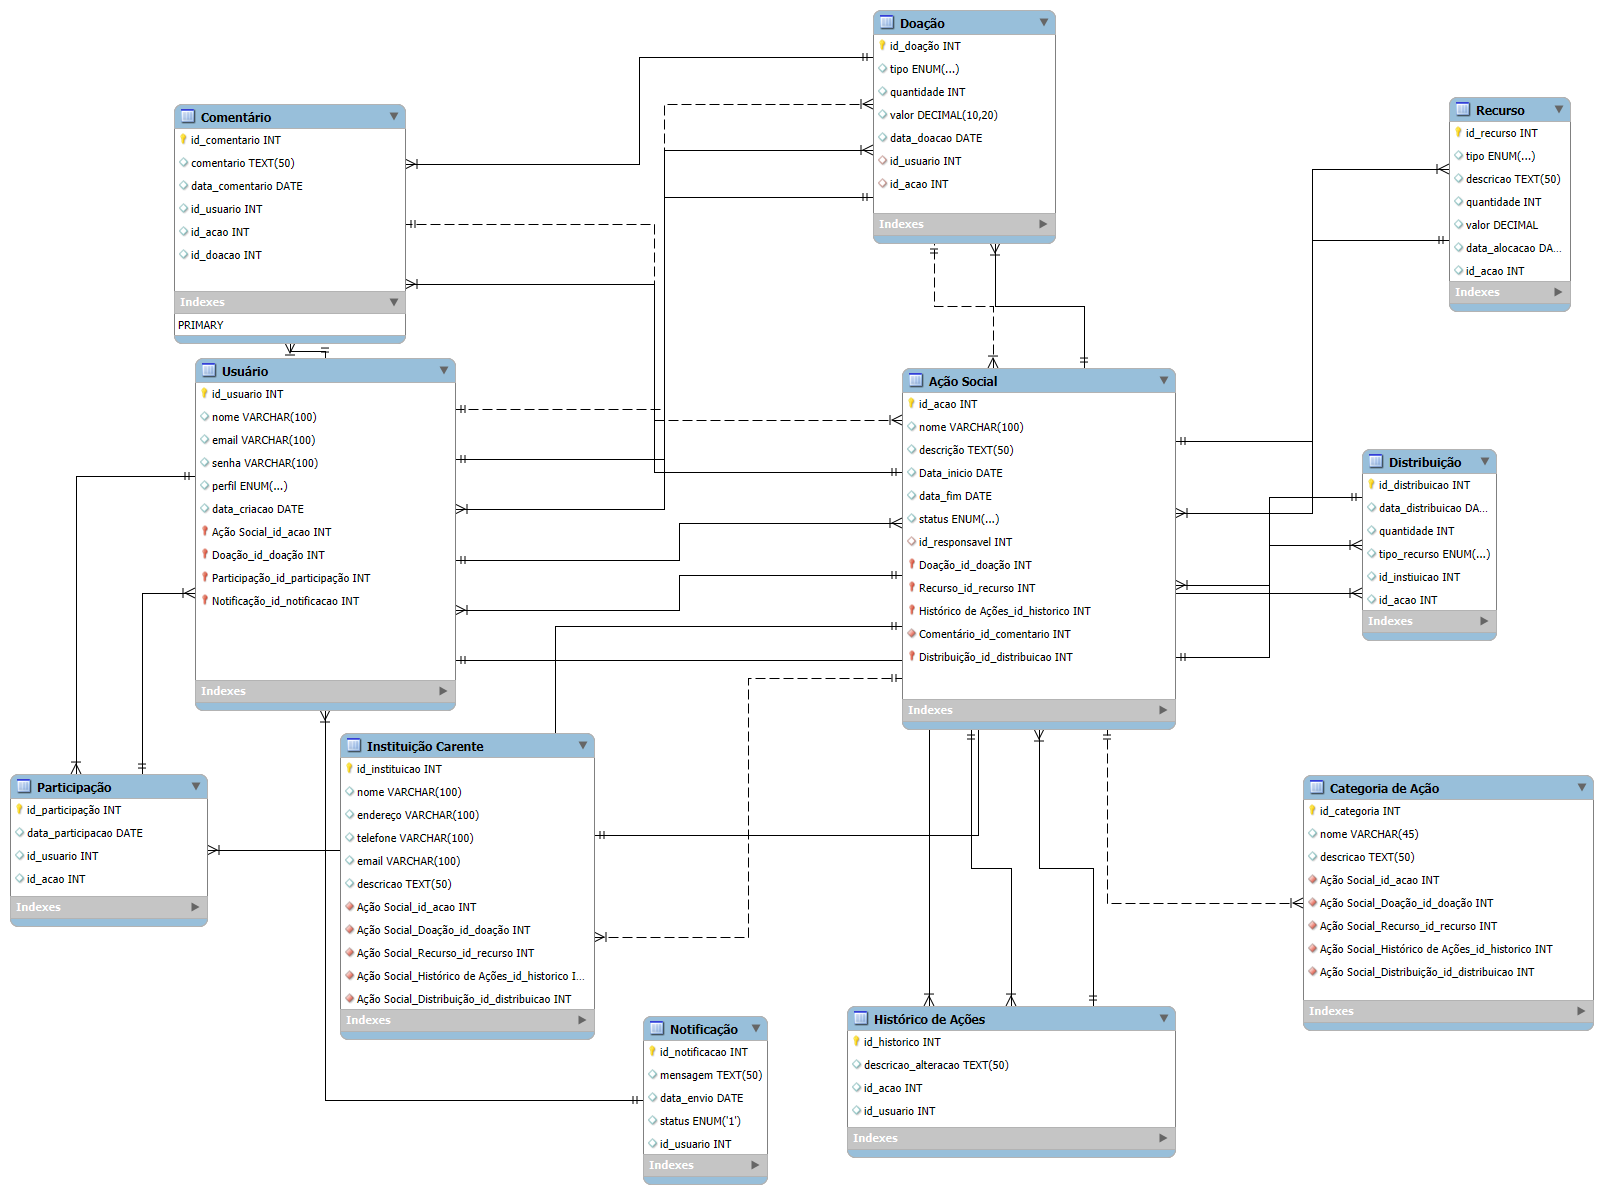 Doação
id_doação INT
tipo ENUM(...)
quantidade INT
valor DECIMAL(10,20)
data_doacao DATE
id_usuario INT
id_acao INT
Indexes
Comentário
id_comentario INT
comentario TEXT(50)
data_comentario DATE
id_usuario INT
id_acao INT
id_doacao INT
Indexes
PRIMARY
Recurso
id_recurso INT
tipo ENUM(...)
descricao TEXT(50)
quantidade INT
valor DECIMAL
data_alocacao DA...
id_acao INT
Indexes
Usuário
id_usuario INT
nome VARCHAR(100)
email VARCHAR(100)
senha VARCHAR(100)
perfil ENUM(...)
data_criacao DATE
Ação Social_id_acao INT
Doação_id_doação INT
Participação_id_participação INT
Notificação_id_notificacao INT
Indexes
Ação Social
id_acao INT
nome VARCHAR(100)
descrição TEXT(50)
Data_inicio DATE
data_fim DATE
status ENUM(...)
id_responsavel INT
Doação_id_doação INT
Recurso_id_recurso INT
Histórico de Ações_id_historico INT
Comentário_id_comentario INT
Distribuição_id_distribuicao INT
Indexes
Distribuição
id_distribuicao INT
data_distribuicao DA...
quantidade INT
tipo_recurso ENUM(...)
id_instiuicao INT
id_acao INT
Indexes
Instituição Carente
id_instituicao INT
nome VARCHAR(100)
endereço VARCHAR(100)
telefone VARCHAR(100)
email VARCHAR(100)
descricao TEXT(50)
Ação Social_id_acao INT
Ação Social_Doação_id_doação INT
Ação Social_Recurso_id_recurso INT
Ação Social_Histórico de Ações_id_historico I...
Ação Social_Distribuição_id_distribuicao INT
Indexes
Participação
id_participação INT
data_participacao DATE
id_usuario INT
id_acao INT
Indexes
Categoria de Ação
id_categoria INT
nome VARCHAR(45)
descricao TEXT(50)
Ação Social_id_acao INT
Ação Social_Doação_id_doação INT
Ação Social_Recurso_id_recurso INT
Ação Social_Histórico de Ações_id_historico INT
Ação Social_Distribuição_id_distribuicao INT
Indexes
Notificação
id_notificacao INT
mensagem TEXT(50)
data_envio DATE
status ENUM('1')
id_usuario INT
Indexes
Histórico de Ações
id_historico INT
descricao_alteracao TEXT(50)
id_acao INT
id_usuario INT
Indexes